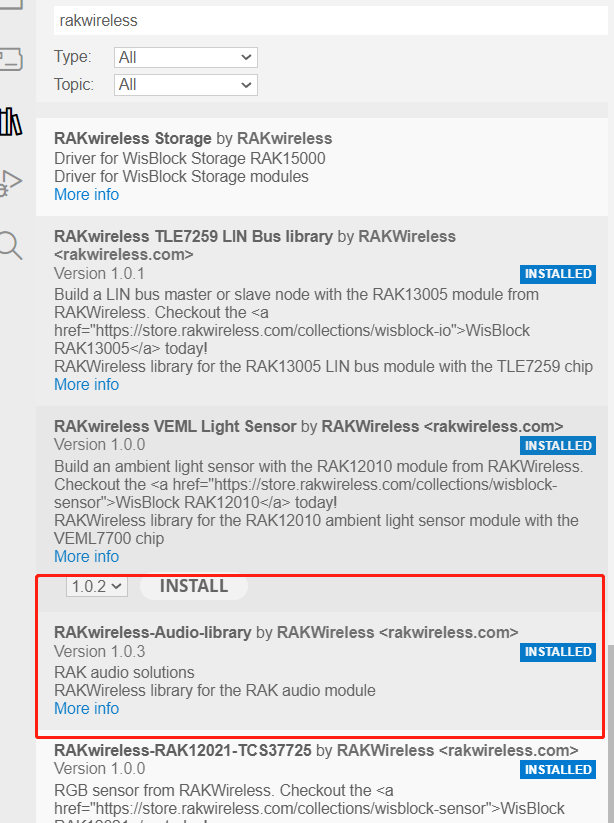 rakwireless
Type: All
Topic: All
RAKwireless Storage by RAKwireless
Driver for WisBlock Storage RAK15000
Driver for WisBlock Storage modules
More info
RAKwireless TLE7259 LIN Bus library by RAKWireless
<rakwireless.com>
Version 1.0.1 INSTALLED
Build a LIN bus master or slave node with the RAK13005 module from
RAKWireless. Checkout the <a
href="https://store.rakwireless.com/collections/wisblock-io">WisBlock
RAK13005</a> today!
RAKWireless library for the RAK13005 LIN bus module with the TLE7259 chip
More info
RAKwireless VEML Light Sensor by RAKWireless <rakwireless.com>
Version 1.0.0 INSTALLED
Build an ambient light sensor with the RAK12010 module from RAKWireless.
Checkout the <a href="https://store.rakwireless.com/collections/wisblock-
sensor">WisBlock RAK12010</a> today!
RAKWireless library for the RAK12010 ambient light sensor module with the
VEML7700 chip
More info
1.0.2 INSTALL
RAKwireless-Audio-library by RAKWireless <rakwireless.com>
Version 1.0.3 INSTALLED
RAK audio solutions
RAKWireless library for the RAK audio module
More info
RAKwireless-RAK12021-TCS37725 by RAKWireless <rakwireless.com>
Version 1.0.0 INSTALLED
RGB sensor from RAKWireless. Checkout the <a
href="https://store.rakwireless.com/collections/wisblock-sensor">WisBlock